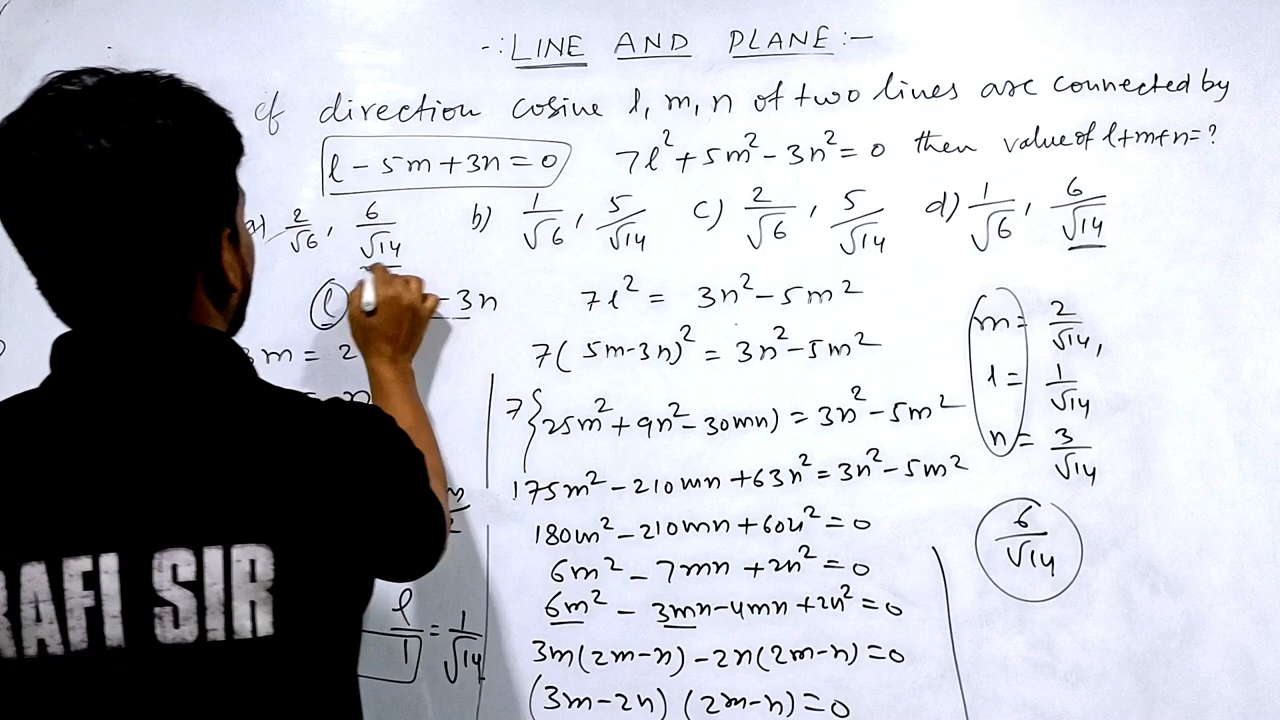 -: LINE AND PLANE :-
if direction cosine l, m, n of two lines are connected by
l - 5m + 3n = 0 7l² + 5m² - 3n² = 0 then value of l+m+n = ?
a) 2/√6, 6/√14 b) 1/√6, 5/√14 c) 2/√6, 5/√14 d) 1/√6, 6/√14
l - 3n
3m = 2
l/1 = 1/√14
7l² = 3n² - 5m²
7( 5m-3n)² = 3n² - 5m²
7{25m² + 9n² - 30mn) = 3n² - 5m²
175m² - 210mn + 63n² = 3n² - 5m²
180m² - 210mn + 60n² = 0
6m² - 7mn + 2n² = 0
6m² - 3mn - 4mn + 2n² = 0
3m(2m-n) - 2n(2m-n) = 0
(3m-2n) (2m-n) = 0
m = 2/√14,
l = 1/√14
n = 3/√14
6/√14
RAFI SIR